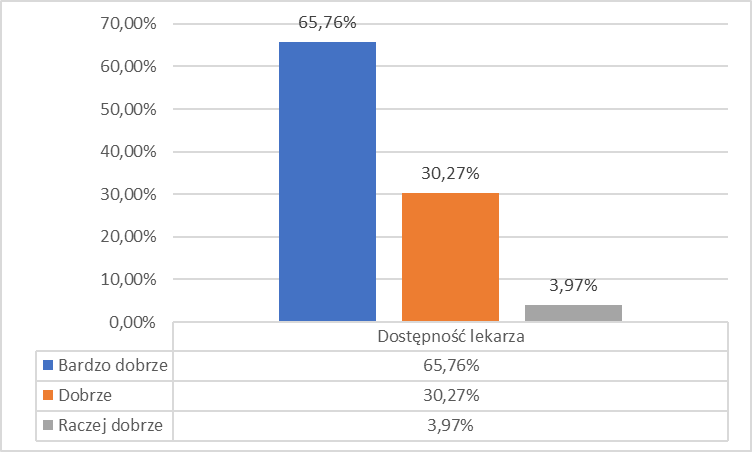 70,00%
60,00%
50,00%
40,00%
30,00%
20,00%
10,00%
0,00%
65,76%
30,27%
3,97%
Dostępność lekarza
Bardzo dobrze 65,76%
Dobrze 30,27%
Raczej dobrze 3,97%